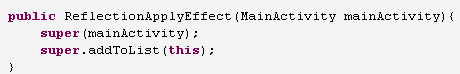 public ReflectionApplyEffect(MainActivity mainActivity){
    super(mainActivity);
    super.addToList(this);
}